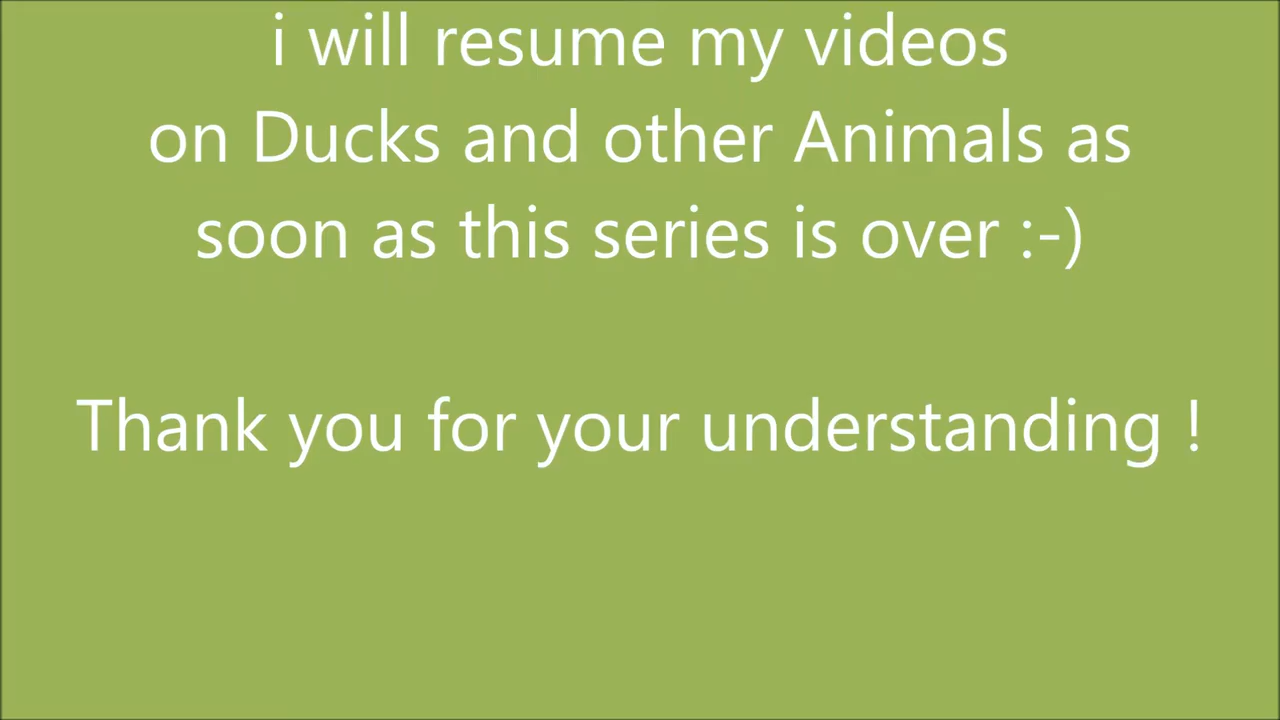 i will resume my videos
on Ducks and other Animals as
soon as this series is over :-)
Thank you for your understanding !